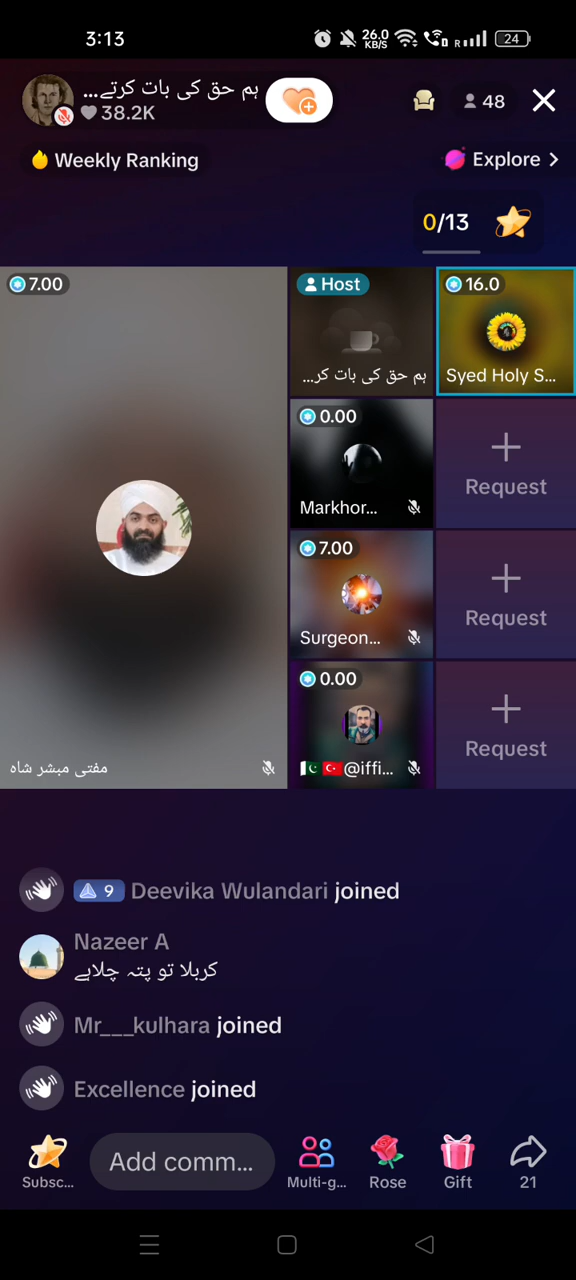 3:13
26.0
KB/S
R
24
ہم حق کی بات کرتے...
38.2K
48
Weekly Ranking
Explore >
0/13
7.00
Host
ہم حق کی بات کر...
16.0
Syed Holy S...
0.00
Markhor...
+
Request
7.00
Surgeon...
+
Request
0.00
@iffi...
+
Request
مفتی مبشر شاہ
9 Deevika Wulandari joined
Nazeer A
کربلا تو پتہ چلاہے
Mr___kulhara joined
Excellence joined
Add comm...
Subsc...
Multi-g...
Rose
Gift
21